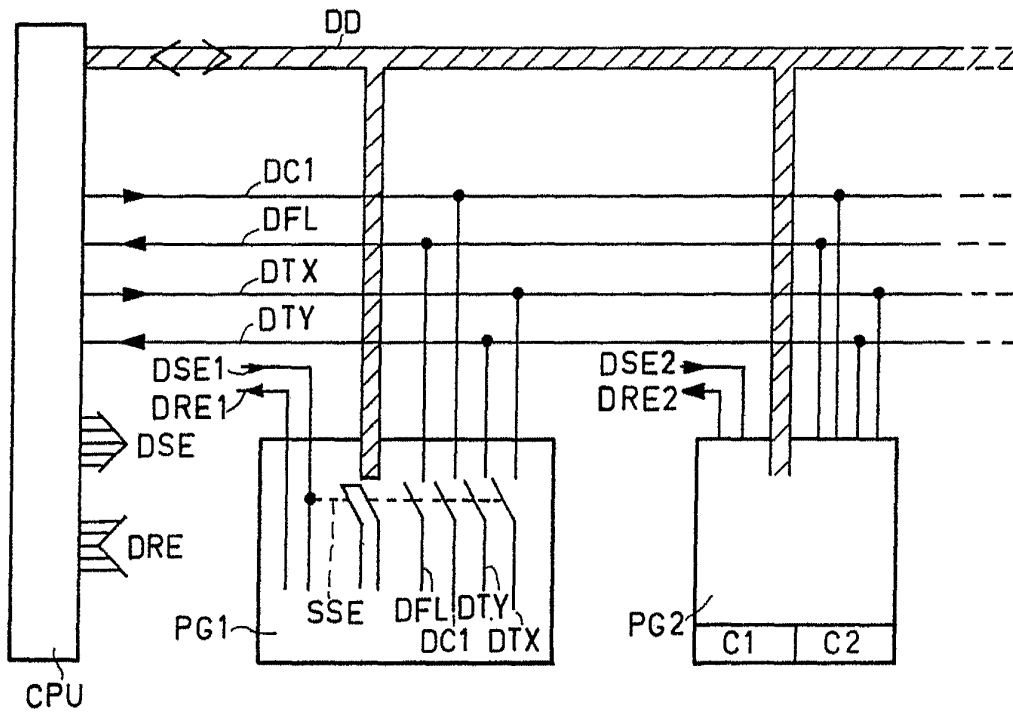 DD
DC1
DFL
DTX
DTY
DSE1
DRE1
DSE2
DRE2
DSE
DRE
SSE
DFL
DTY
DC1
DTX
PG1
PG2
C1
C2
CPU